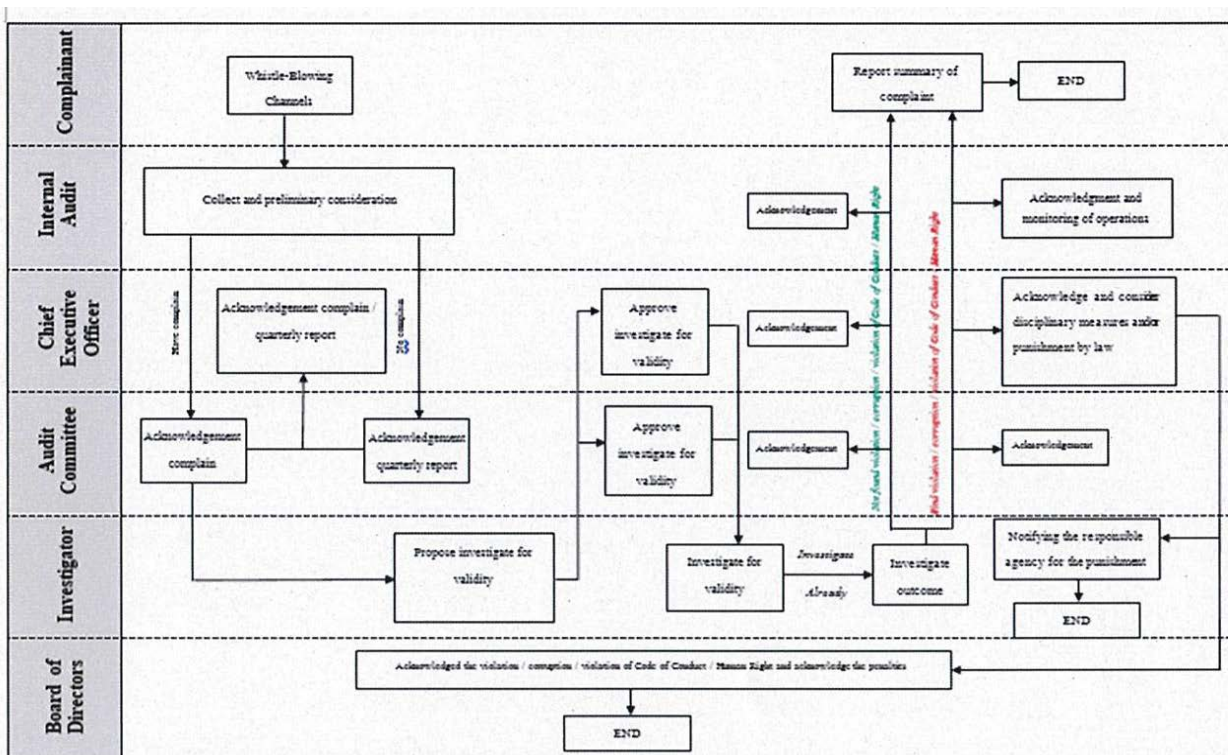 Complainant
Whistle-Blowing
Channels
Report summary of
complaint
END
Internal
Audit
Collect and preliminary consideration
Acknowledgement
Acknowledgment and
monitoring of operations
Chief
Executive
Officer
Have complain
Acknowledgement complain /
quarterly report
complain
Approve
investigate for
validity
Acknowledgement
Not found violation / corruption / violation of Code of Conduct / Human Right
Find violation / corruption / violation of Code of Conduct / Human Right
Acknowledge and consider
disciplinary measures and/or
punishment by law
Audit
Committee
Acknowledgement
complain
Acknowledgement
quarterly report
Approve
investigate for
validity
Acknowledgement
Acknowledgement
Investigator
Propose investigate for
validity
Investigate for
validity
Investigate
Already
Investigate
outcome
Notifying the responsible
agency for the punishment
END
Board of
Directors
Acknowledged the violation / corruption / violation of Code of Conduct / Human Right and acknowledge the penalties
END